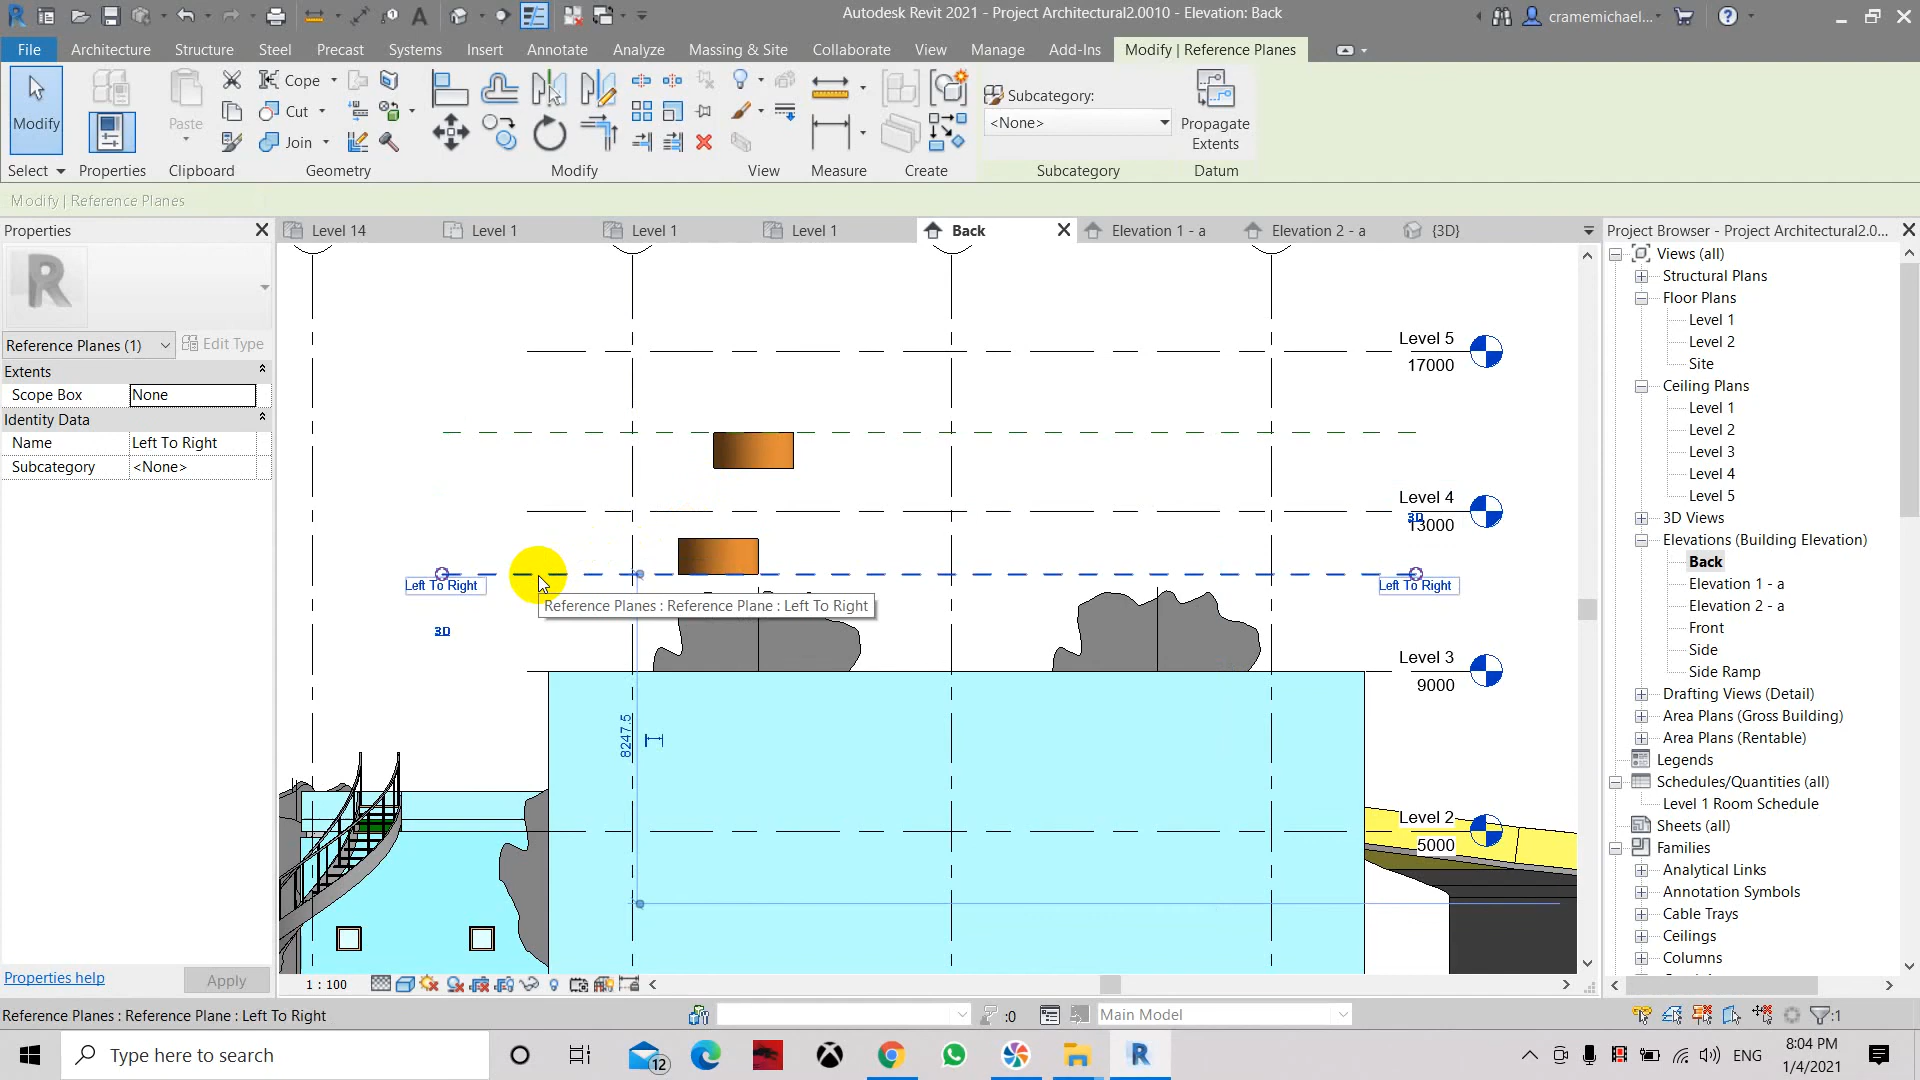 Autodesk Revit 2021 - Project Architectural2.0010 - Elevation: Back
cramemichael...
File Architecture Structure Steel Precast Systems Insert Annotate Analyze Massing & Site Collaborate View Manage Add-Ins Modify | Reference Planes
Modify
Paste
Cope
Cut
Join
Subcategory:
<None>
Propagate
Extents
Select Properties Clipboard Geometry Modify View Measure Create Subcategory Datum
Modify | Reference Planes
Properties
Level 14 Level 1 Level 1 Level 1 Back Elevation 1 - a Elevation 2 - a {3D}
Project Browser - Project Architectural2.0...
Reference Planes (1)
Edit Type
Extents
Scope Box None
Identity Data
Name Left To Right
Subcategory <None>
Properties help
Apply
Level 5
17000
Level 4
3D
13000
Left To Right
Left To Right
Reference Planes : Reference Plane : Left To Right
3D
Level 3
9000
8247.5
Level 2
5000
Views (all)
Structural Plans
Floor Plans
Level 1
Level 2
Site
Ceiling Plans
Level 1
Level 2
Level 3
Level 4
Level 5
3D Views
Elevations (Building Elevation)
Back
Elevation 1 - a
Elevation 2 - a
Front
Side
Side Ramp
Drafting Views (Detail)
Area Plans (Gross Building)
Area Plans (Rentable)
Legends
Schedules/Quantities (all)
Level 1 Room Schedule
Sheets (all)
Families
Analytical Links
Annotation Symbols
Cable Trays
Ceilings
Columns
1 : 100
Reference Planes : Reference Plane : Left To Right
:0
Main Model
:1
Type here to search
12
ENG
8:04 PM
1/4/2021